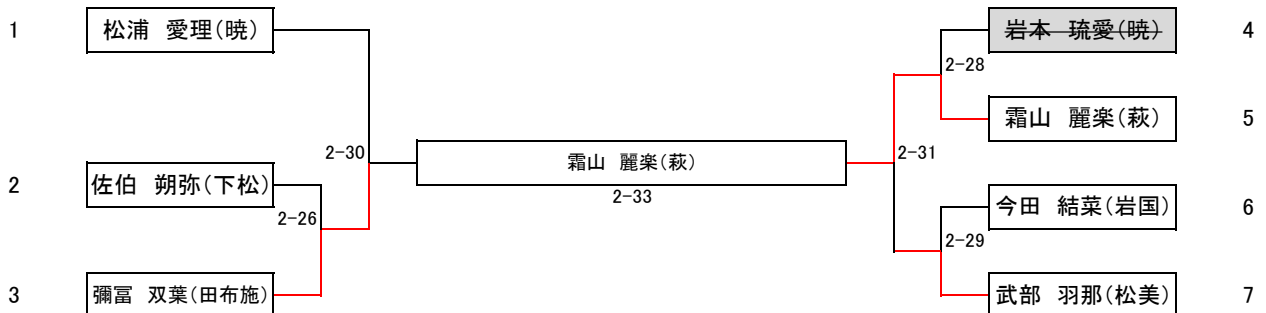 1
松浦　愛理(暁)
2-30
2
佐伯　朔弥(下松)
2-26
3
彌冨　双葉(田布施)
霜山　麗楽(萩)
2-33
岩本　琉愛(暁)
4
2-28
霜山　麗楽(萩)
5
2-31
今田　結菜(岩国)
6
2-29
武部　羽那(松美)
7